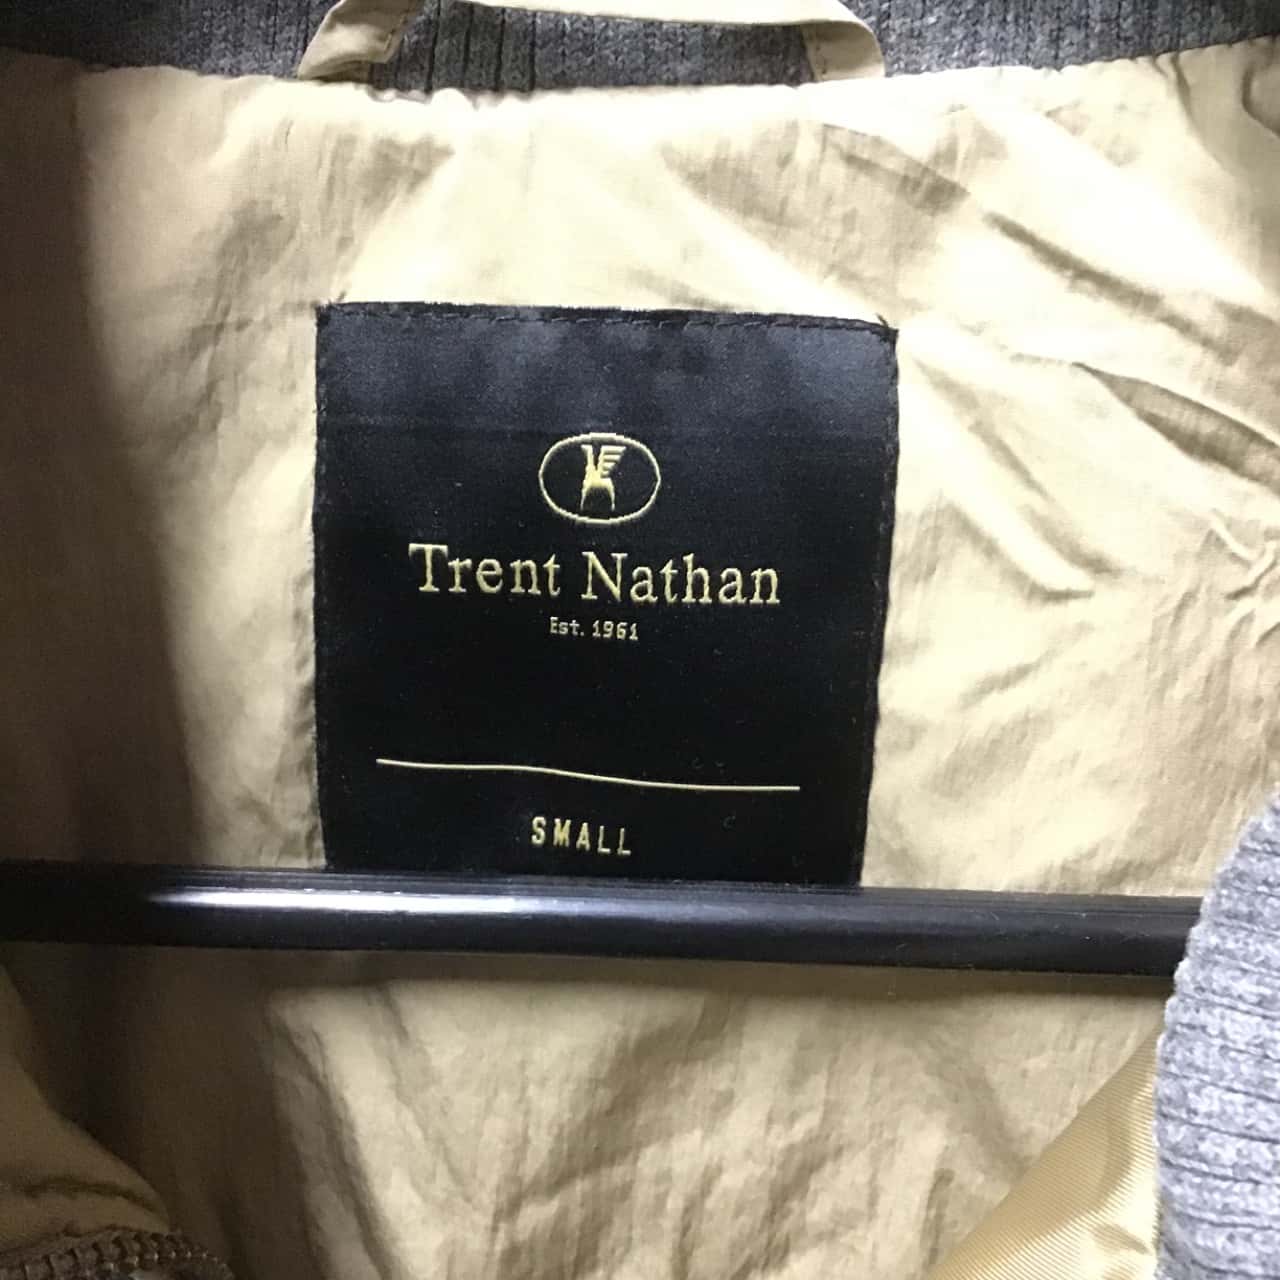 Trent Nathan
Est. 1961
SMALL